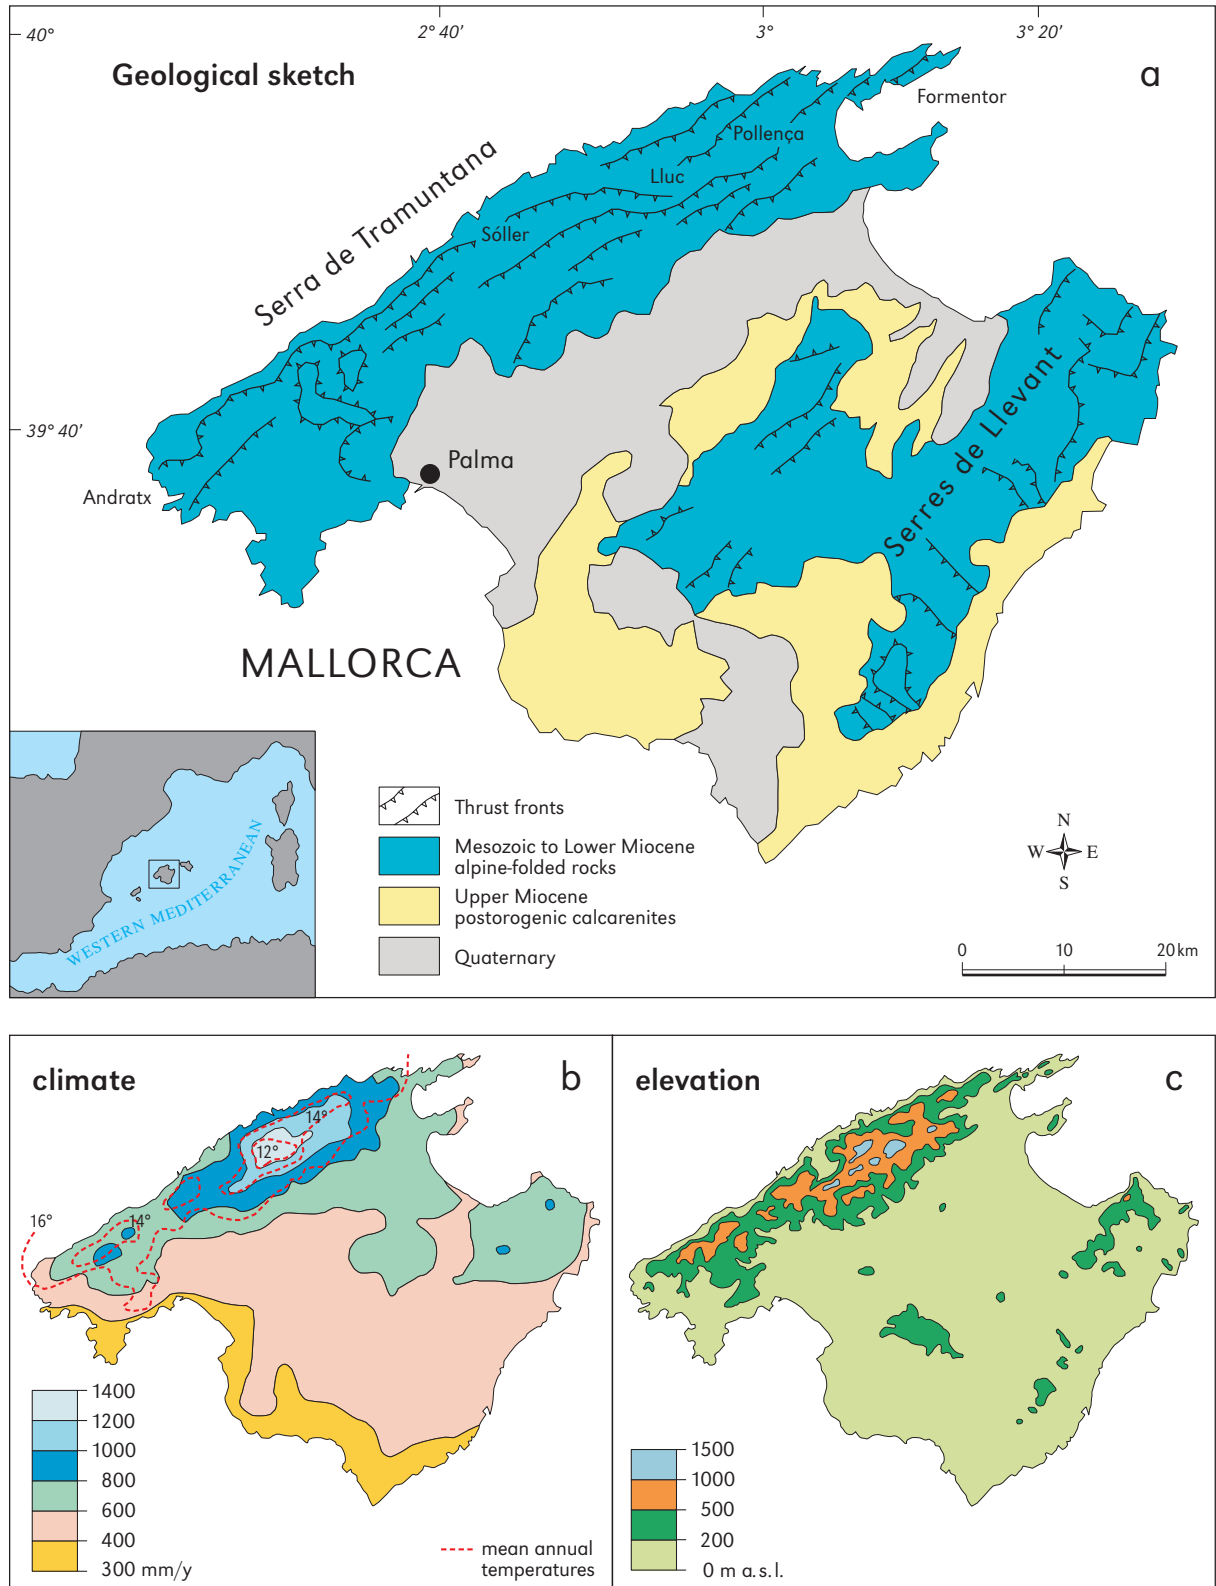 40°
2° 40'
3°
3° 20'
Geological sketch
a
Formentor
Pollença
Lluc
Serra de Tramuntana
Sóller
39° 40'
Palma
Andratx
Serres de Llevant
MALLORCA
WESTERN MEDITERRANEAN
Thrust fronts
Mesozoic to Lower Miocene
alpine-folded rocks
Upper Miocene
postorogenic calcarenites
Quaternary
N
W E
S
0 10 20 km
climate
b
14°
12°
14°
16°
1400
1200
1000
800
600
400
300 mm/y
mean annual
temperatures
elevation
c
1500
1000
500
200
0 m a. s. l.